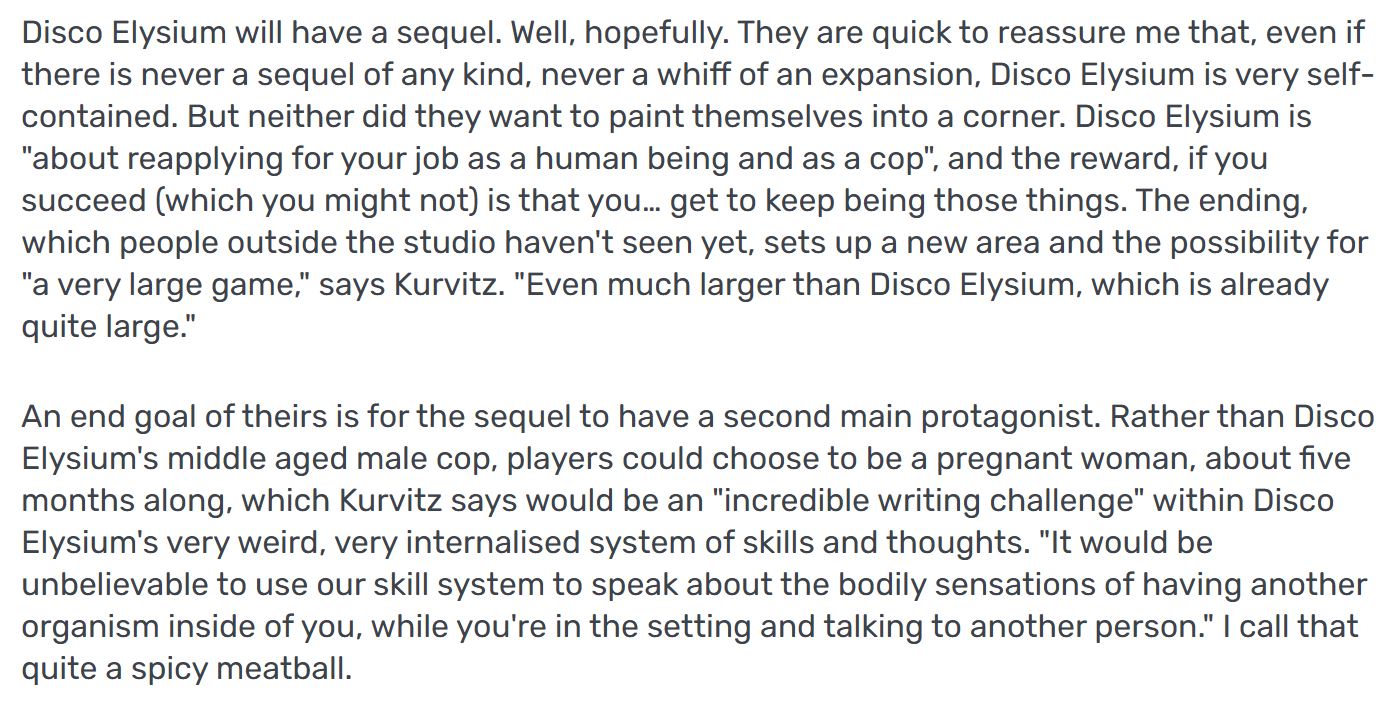 Disco Elysium will have a sequel. Well, hopefully. They are quick to reassure me that, even if
there is never a sequel of any kind, never a whiff of an expansion, Disco Elysium is very self-
contained. But neither did they want to paint themselves into a corner. Disco Elysium is
"about reapplying for your job as a human being and as a cop", and the reward, if you
succeed (which you might not) is that you... get to keep being those things. The ending,
which people outside the studio haven't seen yet, sets up a new area and the possibility for
"a very large game," says Kurvitz. "Even much larger than Disco Elysium, which is already
quite large."
An end goal of theirs is for the sequel to have a second main protagonist. Rather than Disco
Elysium's middle aged male cop, players could choose to be a pregnant woman, about five
months along, which Kurvitz says would be an "incredible writing challenge" within Disco
Elysium's very weird, very internalised system of skills and thoughts. "It would be
unbelievable to use our skill system to speak about the bodily sensations of having another
organism inside of you, while you're in the setting and talking to another person." I call that
quite a spicy meatball.